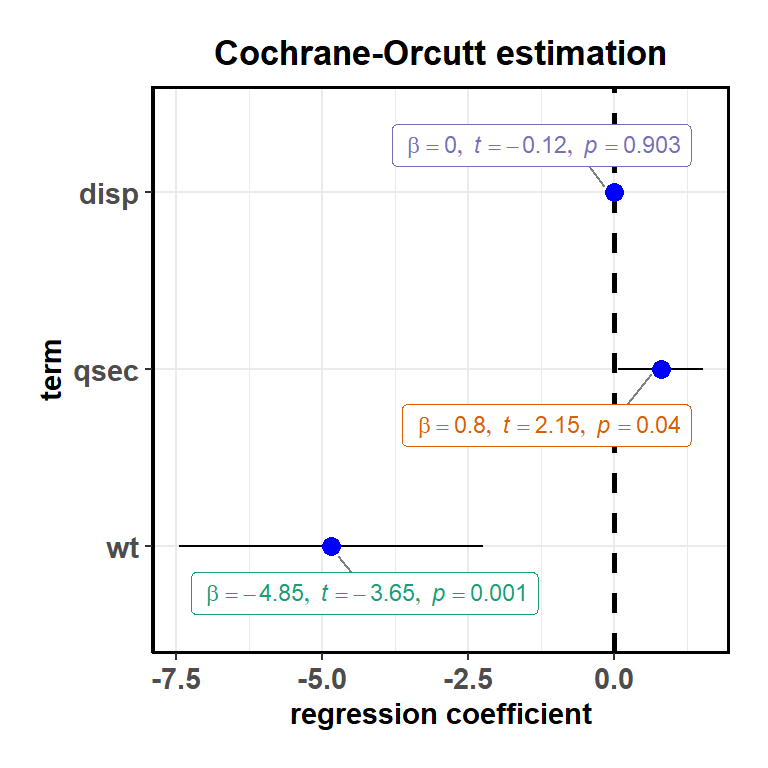 Cochrane-Orcutt estimation
β = 0, t = −0.12, p = 0.903
disp
term
qsec
β = 0.8, t = 2.15, p = 0.04
wt
β = −4.85, t = −3.65, p = 0.001
-7.5 -5.0 -2.5 0.0
regression coefficient